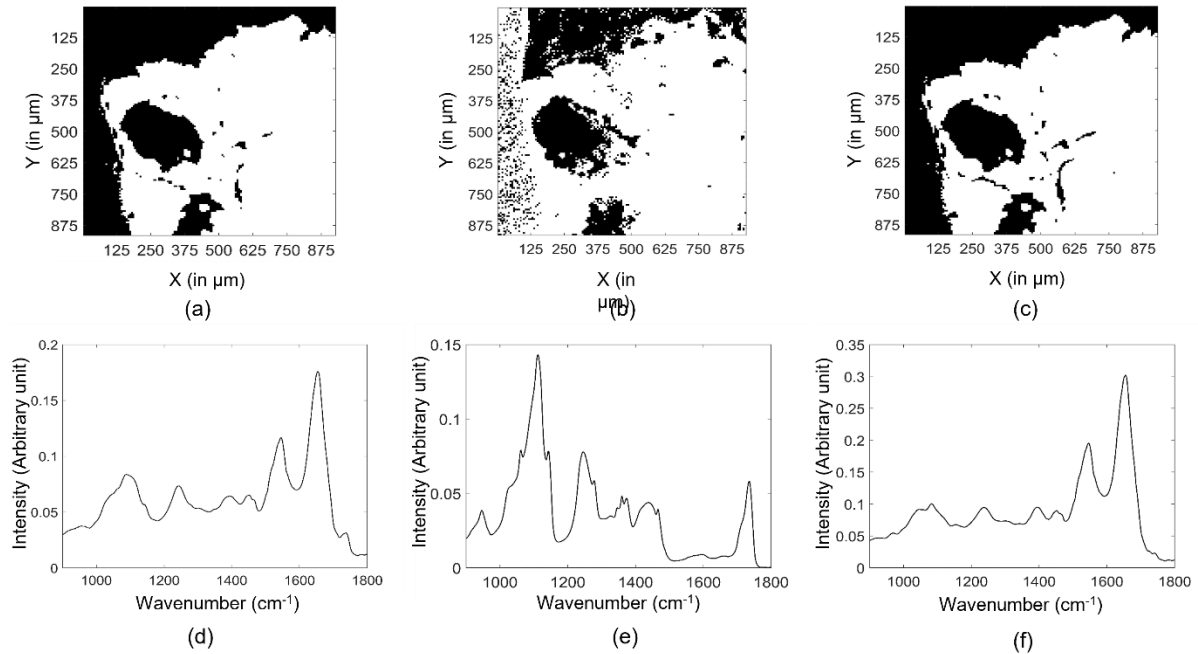 125
250
375
500
625
750
875
Y (in µm)
125 250 375 500 625 750 875
X (in µm)
(a)
125
250
375
500
625
750
875
Y (in µm)
125 250 375 500 625 750 875
X (in
µm)
(b)
125
250
375
500
625
750
875
Y (in µm)
125 250 375 500 625 750 875
X (in µm)
(c)
0.2
0.15
0.1
0.05
0
Intensity (Arbitrary unit)
1000 1200 1400 1600 1800
Wavenumber (cm-1)
(d)
0.15
0.1
0.05
0
Intensity (Arbitrary unit)
1000 1200 1400 1600 1800
Wavenumber (cm-1)
(e)
0.35
0.3
0.25
0.2
0.15
0.1
0.05
0
Intensity (Arbitrary unit)
1000 1200 1400 1600 1800
Wavenumber (cm-1)
(f)